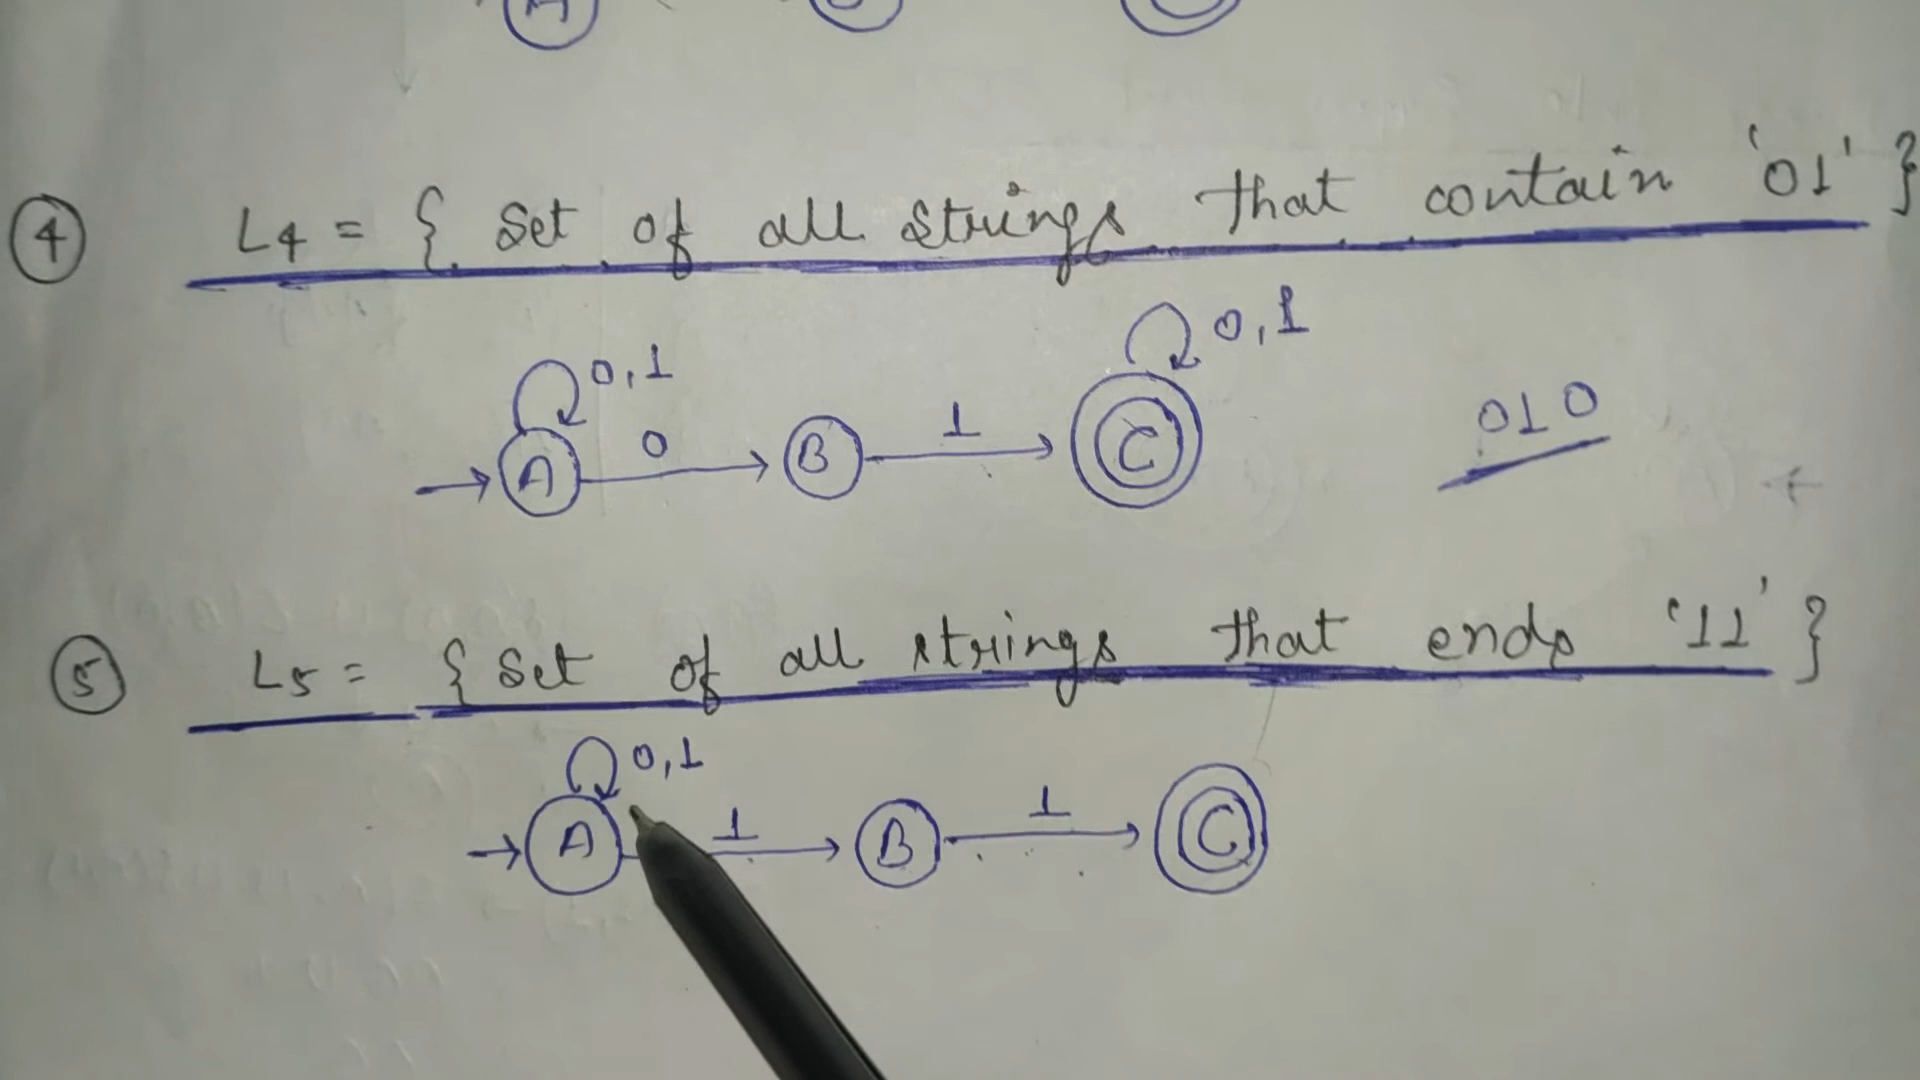 A
④ L4 = { Set of all strings that contain '01' }
0,1 0,1
A 0 B 1 C 010
⑤ L5 = { Set of all strings that ends '11' }
0,1
A 1 B 1 C